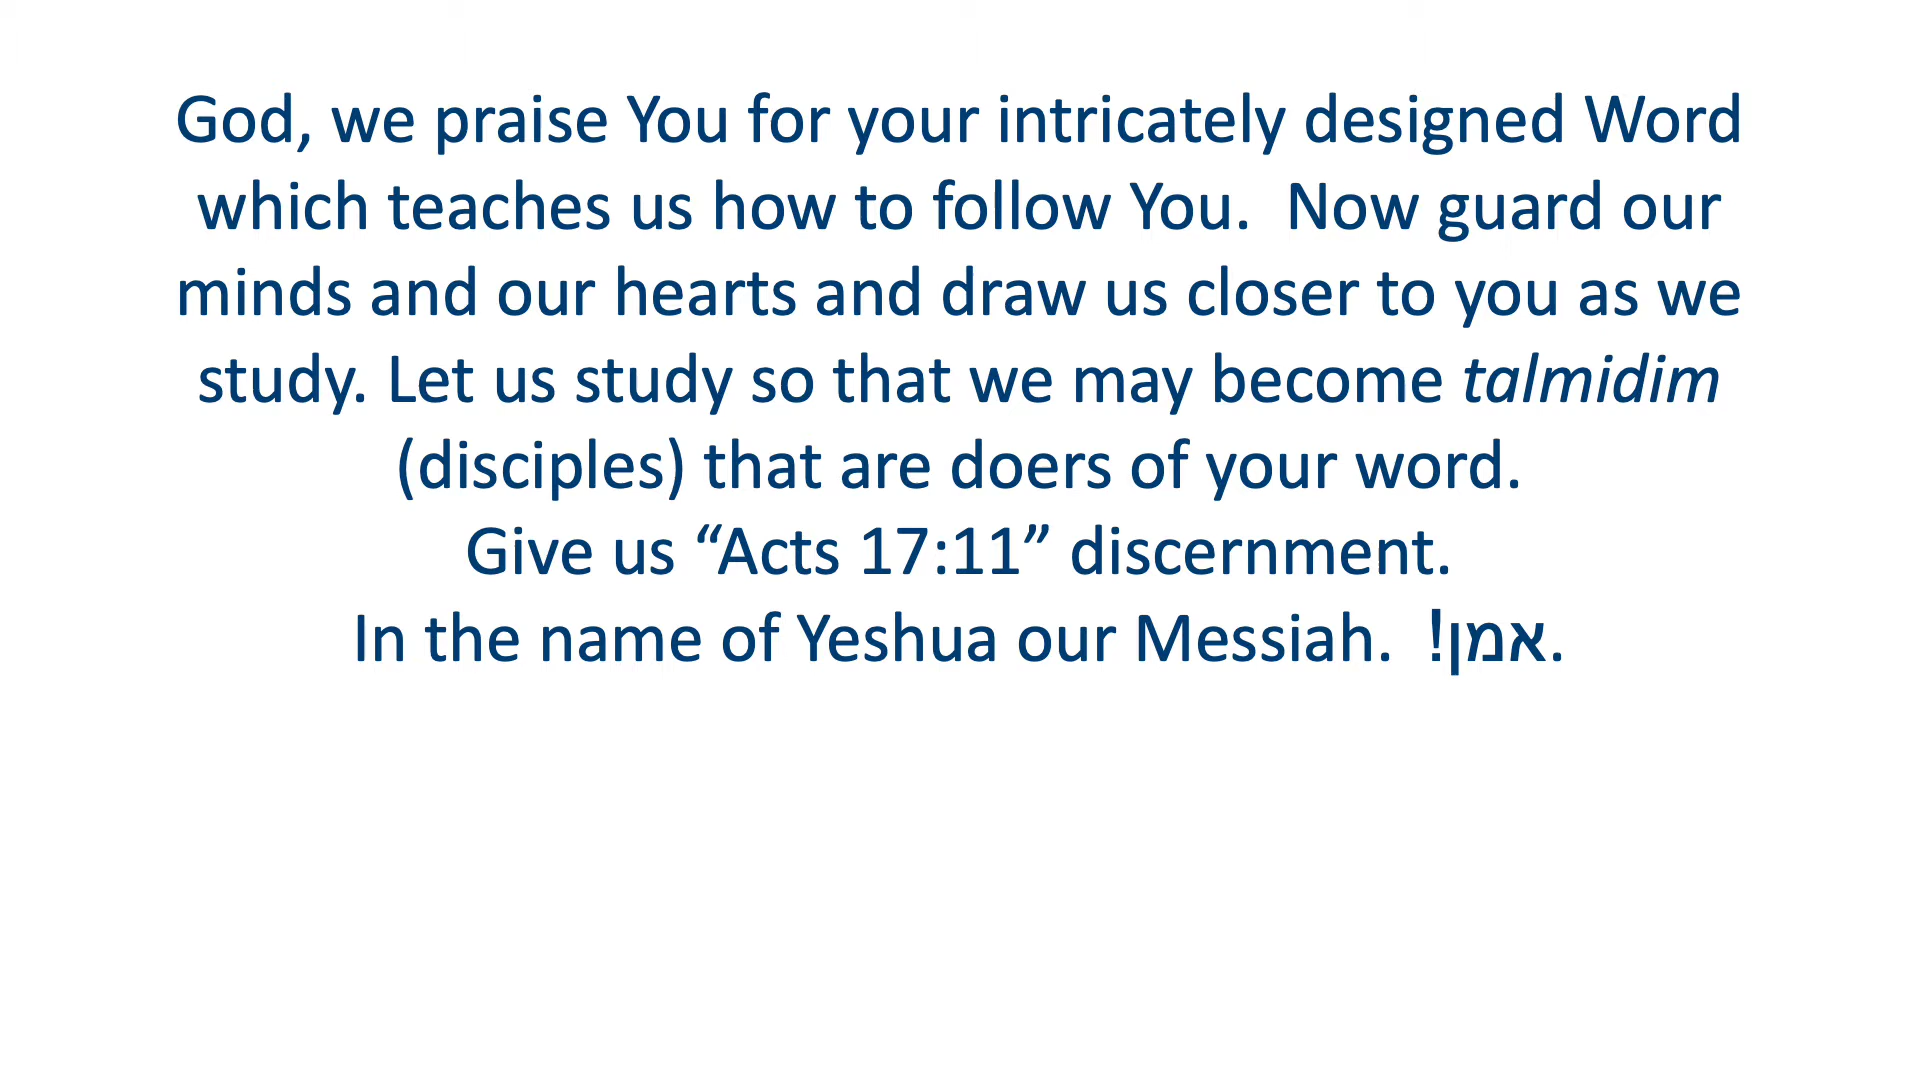 God, we praise You for your intricately designed Word
which teaches us how to follow You.  Now guard our
minds and our hearts and draw us closer to you as we
study. Let us study so that we may become talmidim
(disciples) that are doers of your word.
Give us “Acts 17:11” discernment.
In the name of Yeshua our Messiah.  אמן!.